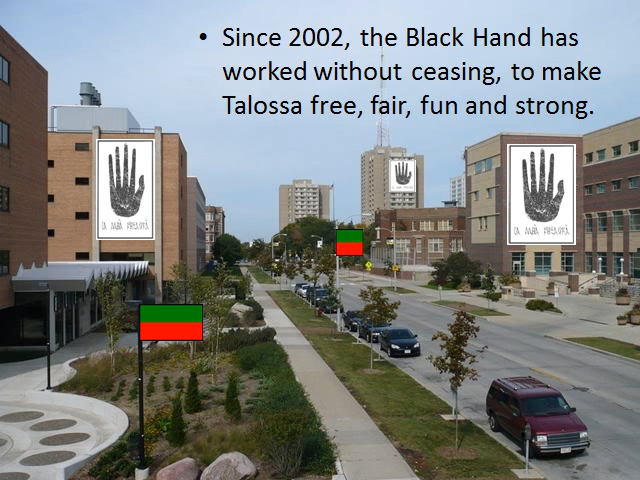 • Since 2002, the Black Hand has
worked without ceasing, to make
Talossa free, fair, fun and strong.